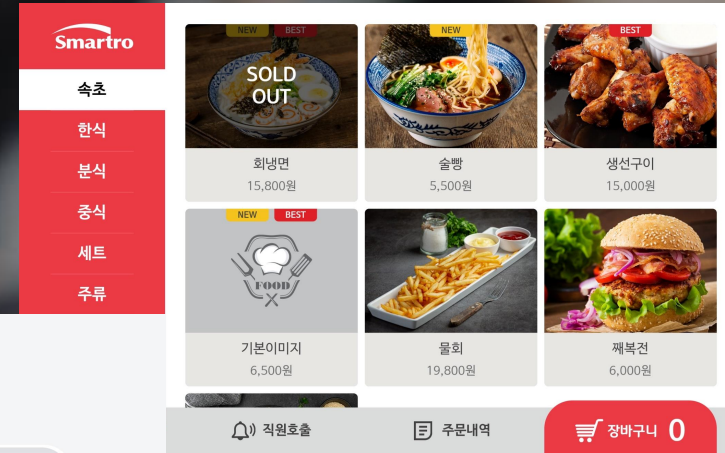 Smartro
속초
한식
분식
중식
세트
주류
NEW BEST
SOLD
OUT
회냉면
15,800원
NEW
술빵
5,500원
BEST
생선구이
15,000원
NEW BEST
FOOD
기본이미지
6,500원
물회
19,800원
째복전
6,000원
직원호출
주문내역
장바구니 0